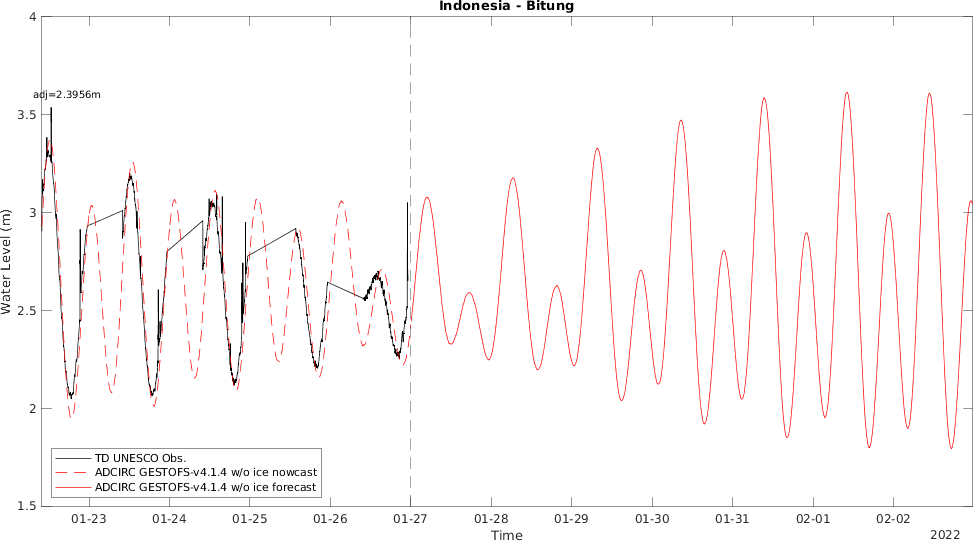 Indonesia - Bitung
adj=2.3956m
4
3.5
3
2.5
2
1.5
Water Level (m)
TD UNESCO Obs.
ADCIRC GESTOFS-v4.1.4 w/o ice nowcast
ADCIRC GESTOFS-v4.1.4 w/o ice forecast
01-23 01-24 01-25 01-26 01-27 01-28 01-29 01-30 01-31 02-01 02-02
Time
2022